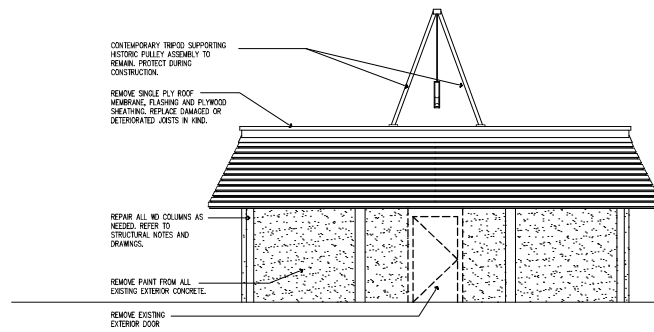 CONTEMPORARY TRIPOD SUPPORTING
HISTORIC PULLEY ASSEMBLY TO
REMAIN. PROTECT DURING
CONSTRUCTION.
REMOVE SINGLE PLY ROOF
MEMBRANE, FLASHING AND PLYWOOD
SHEATHING. REPLACE DAMAGED OR
DETERIORATED JOISTS IN KIND.
REPAIR ALL WD COLUMNS AS
NEEDED. REFER TO
STRUCTURAL NOTES AND
DRAWINGS.
REMOVE PAINT FROM ALL
EXISTING EXTERIOR CONCRETE.
REMOVE EXISTING
EXTERIOR DOOR